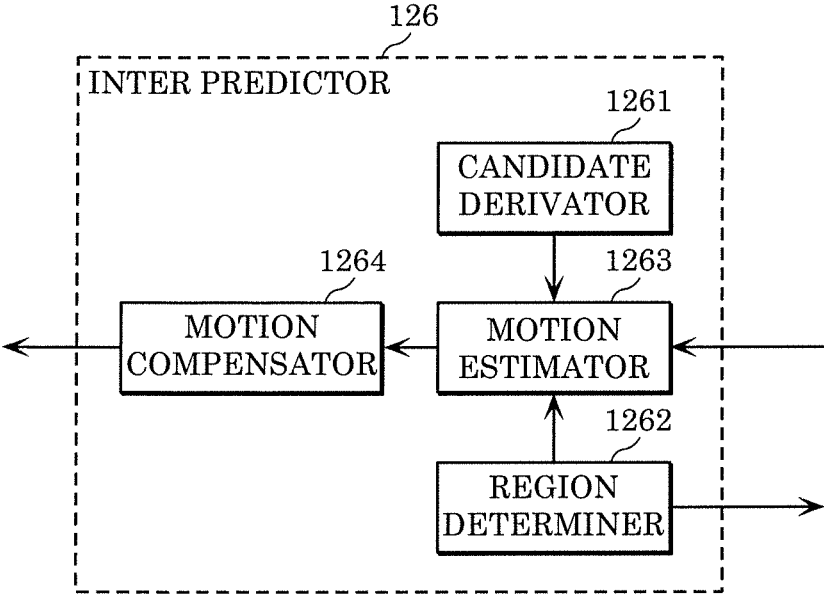 126
INTER PREDICTOR
1261
CANDIDATE
DERIVATOR
1264
MOTION
COMPENSATOR
1263
MOTION
ESTIMATOR
1262
REGION
DETERMINER